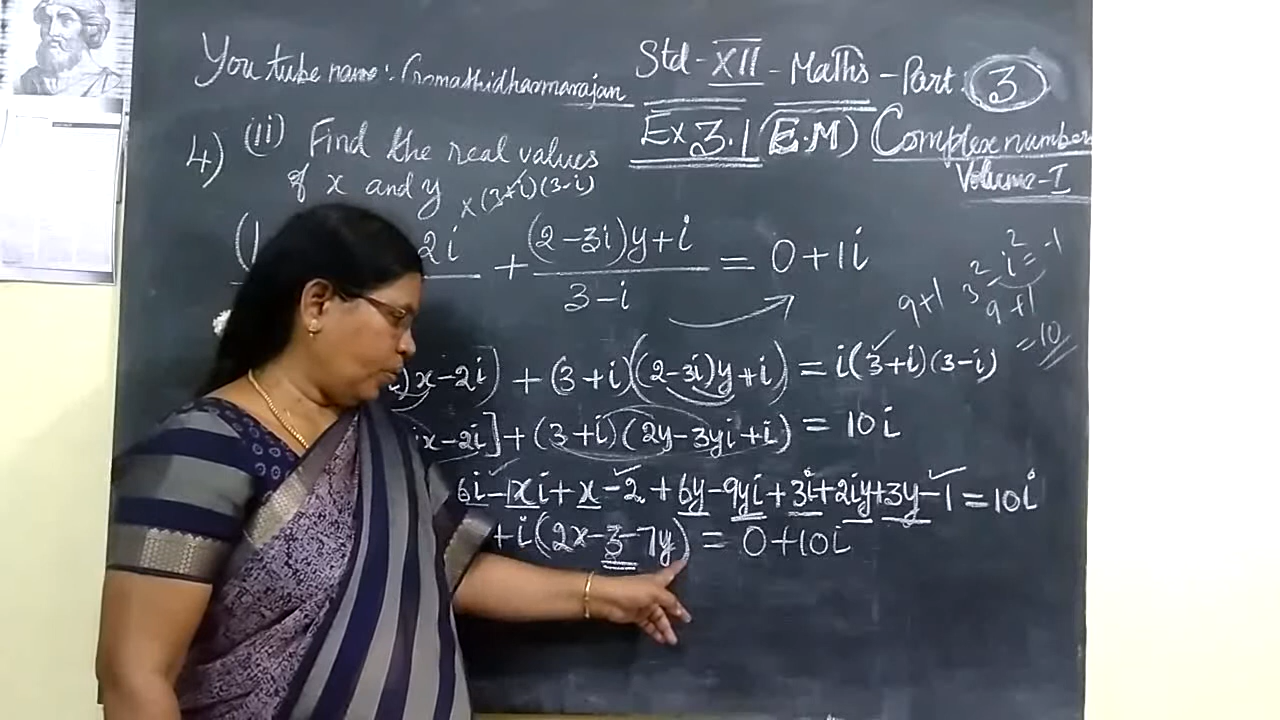 You tube name : Gomathidharmarajan
Std - XII - Maths - Part. 3
Ex 3.1 (E.M) Complex number
Volume - I
4) (ii) Find the real values
of x and y ×(3+i)(3-i)
2i + (2-3i)y+i = 0+1i
3-i
i² = -1
3² 9+1
9+1 = 10
)x-2i) + (3+i)((2-3i)y+i) = i(3+i)(3-i)
x-2i] + (3+i)(2y-3yi+i) = 10i
6i-1xi+x-2+6y-9yi+3i+2iy+3y-1=10i
+i(2x-3-7y) = 0+10i